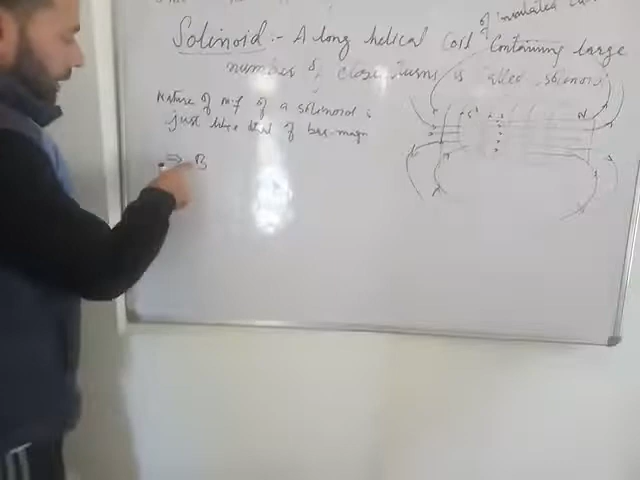 of insulated
Solenoid :- A long helical Coil Containing large
number of close turns is called solenoid
Nature of m.f of a solenoid is
just like that of bar-magn
⇒ B
S N